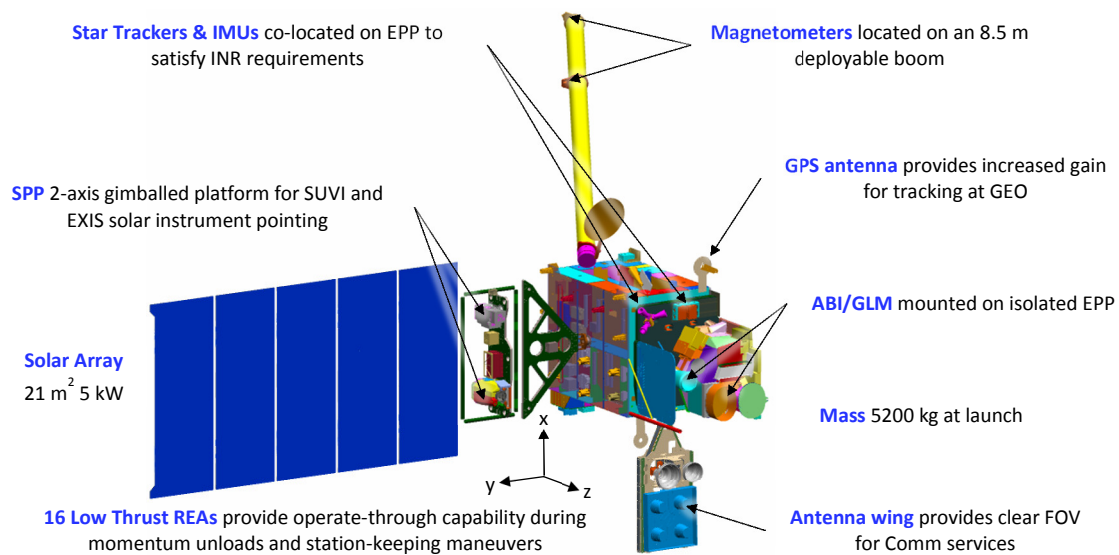 Star Trackers & IMUs co-located on EPP to
satisfy INR requirements
Magnetometers located on an 8.5 m
deployable boom
GPS antenna provides increased gain
for tracking at GEO
SPP 2-axis gimballed platform for SUVI and
EXIS solar instrument pointing
ABI/GLM mounted on isolated EPP
Solar Array
21 m² 5 kW
Mass 5200 kg at launch
x
y
z
16 Low Thrust REAs provide operate-through capability during
momentum unloads and station-keeping maneuvers
Antenna wing provides clear FOV
for Comm services